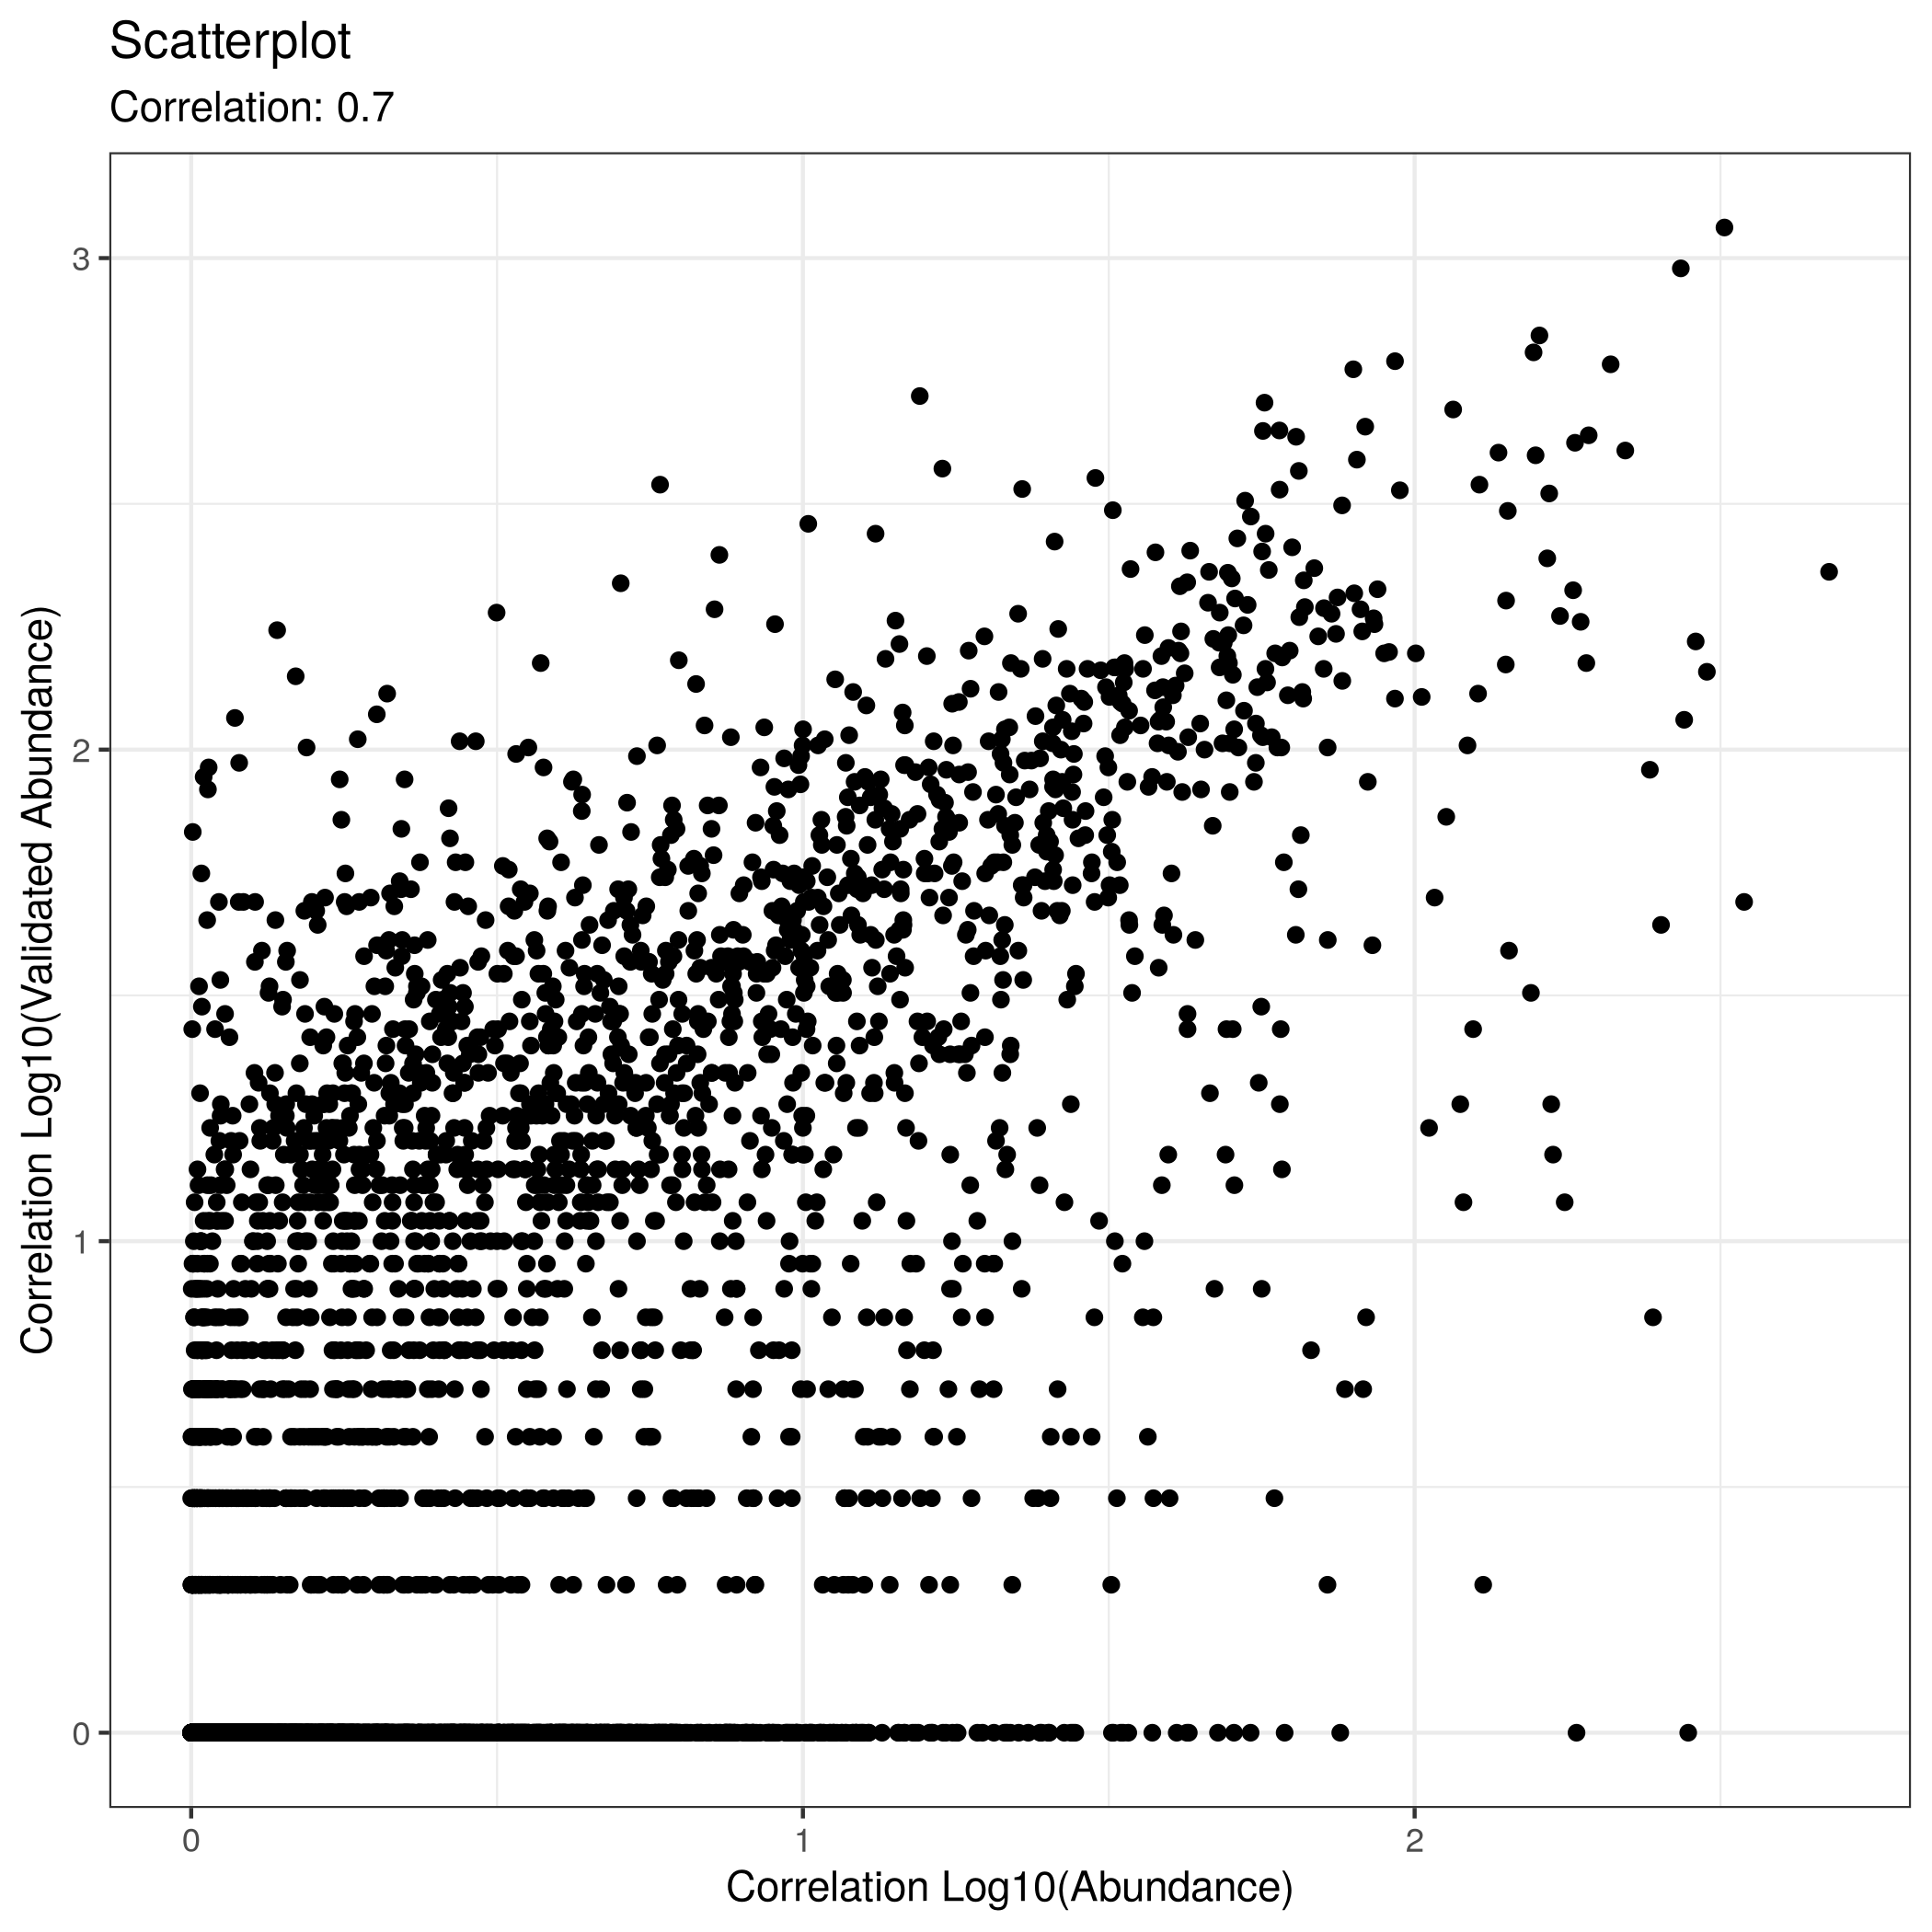 Scatterplot
Correlation: 0.7
Correlation Log10(Validated Abundance)
3
2
1
0
0
1
2
Correlation Log10(Abundance)